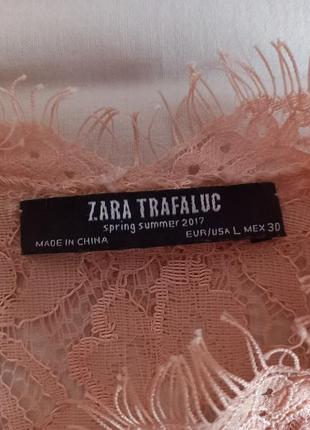 ZARA TRAFALUC
spring summer 2017
MADE IN CHINA EUR/USA L MEX 30